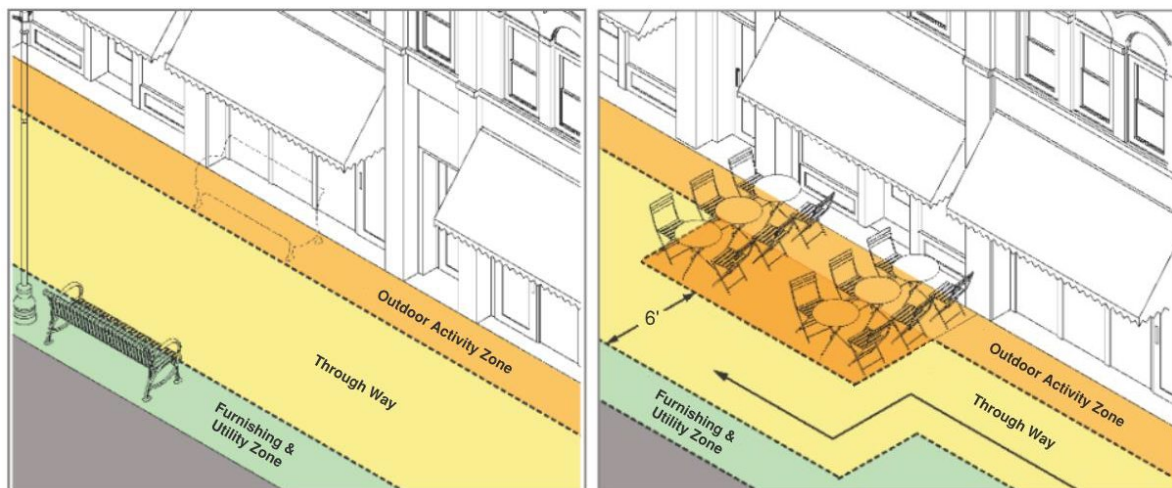 Outdoor Activity Zone
Through Way
Furnishing &
Utility Zone
6'
Outdoor Activity Zone
Through Way
Furnishing &
Utility Zone